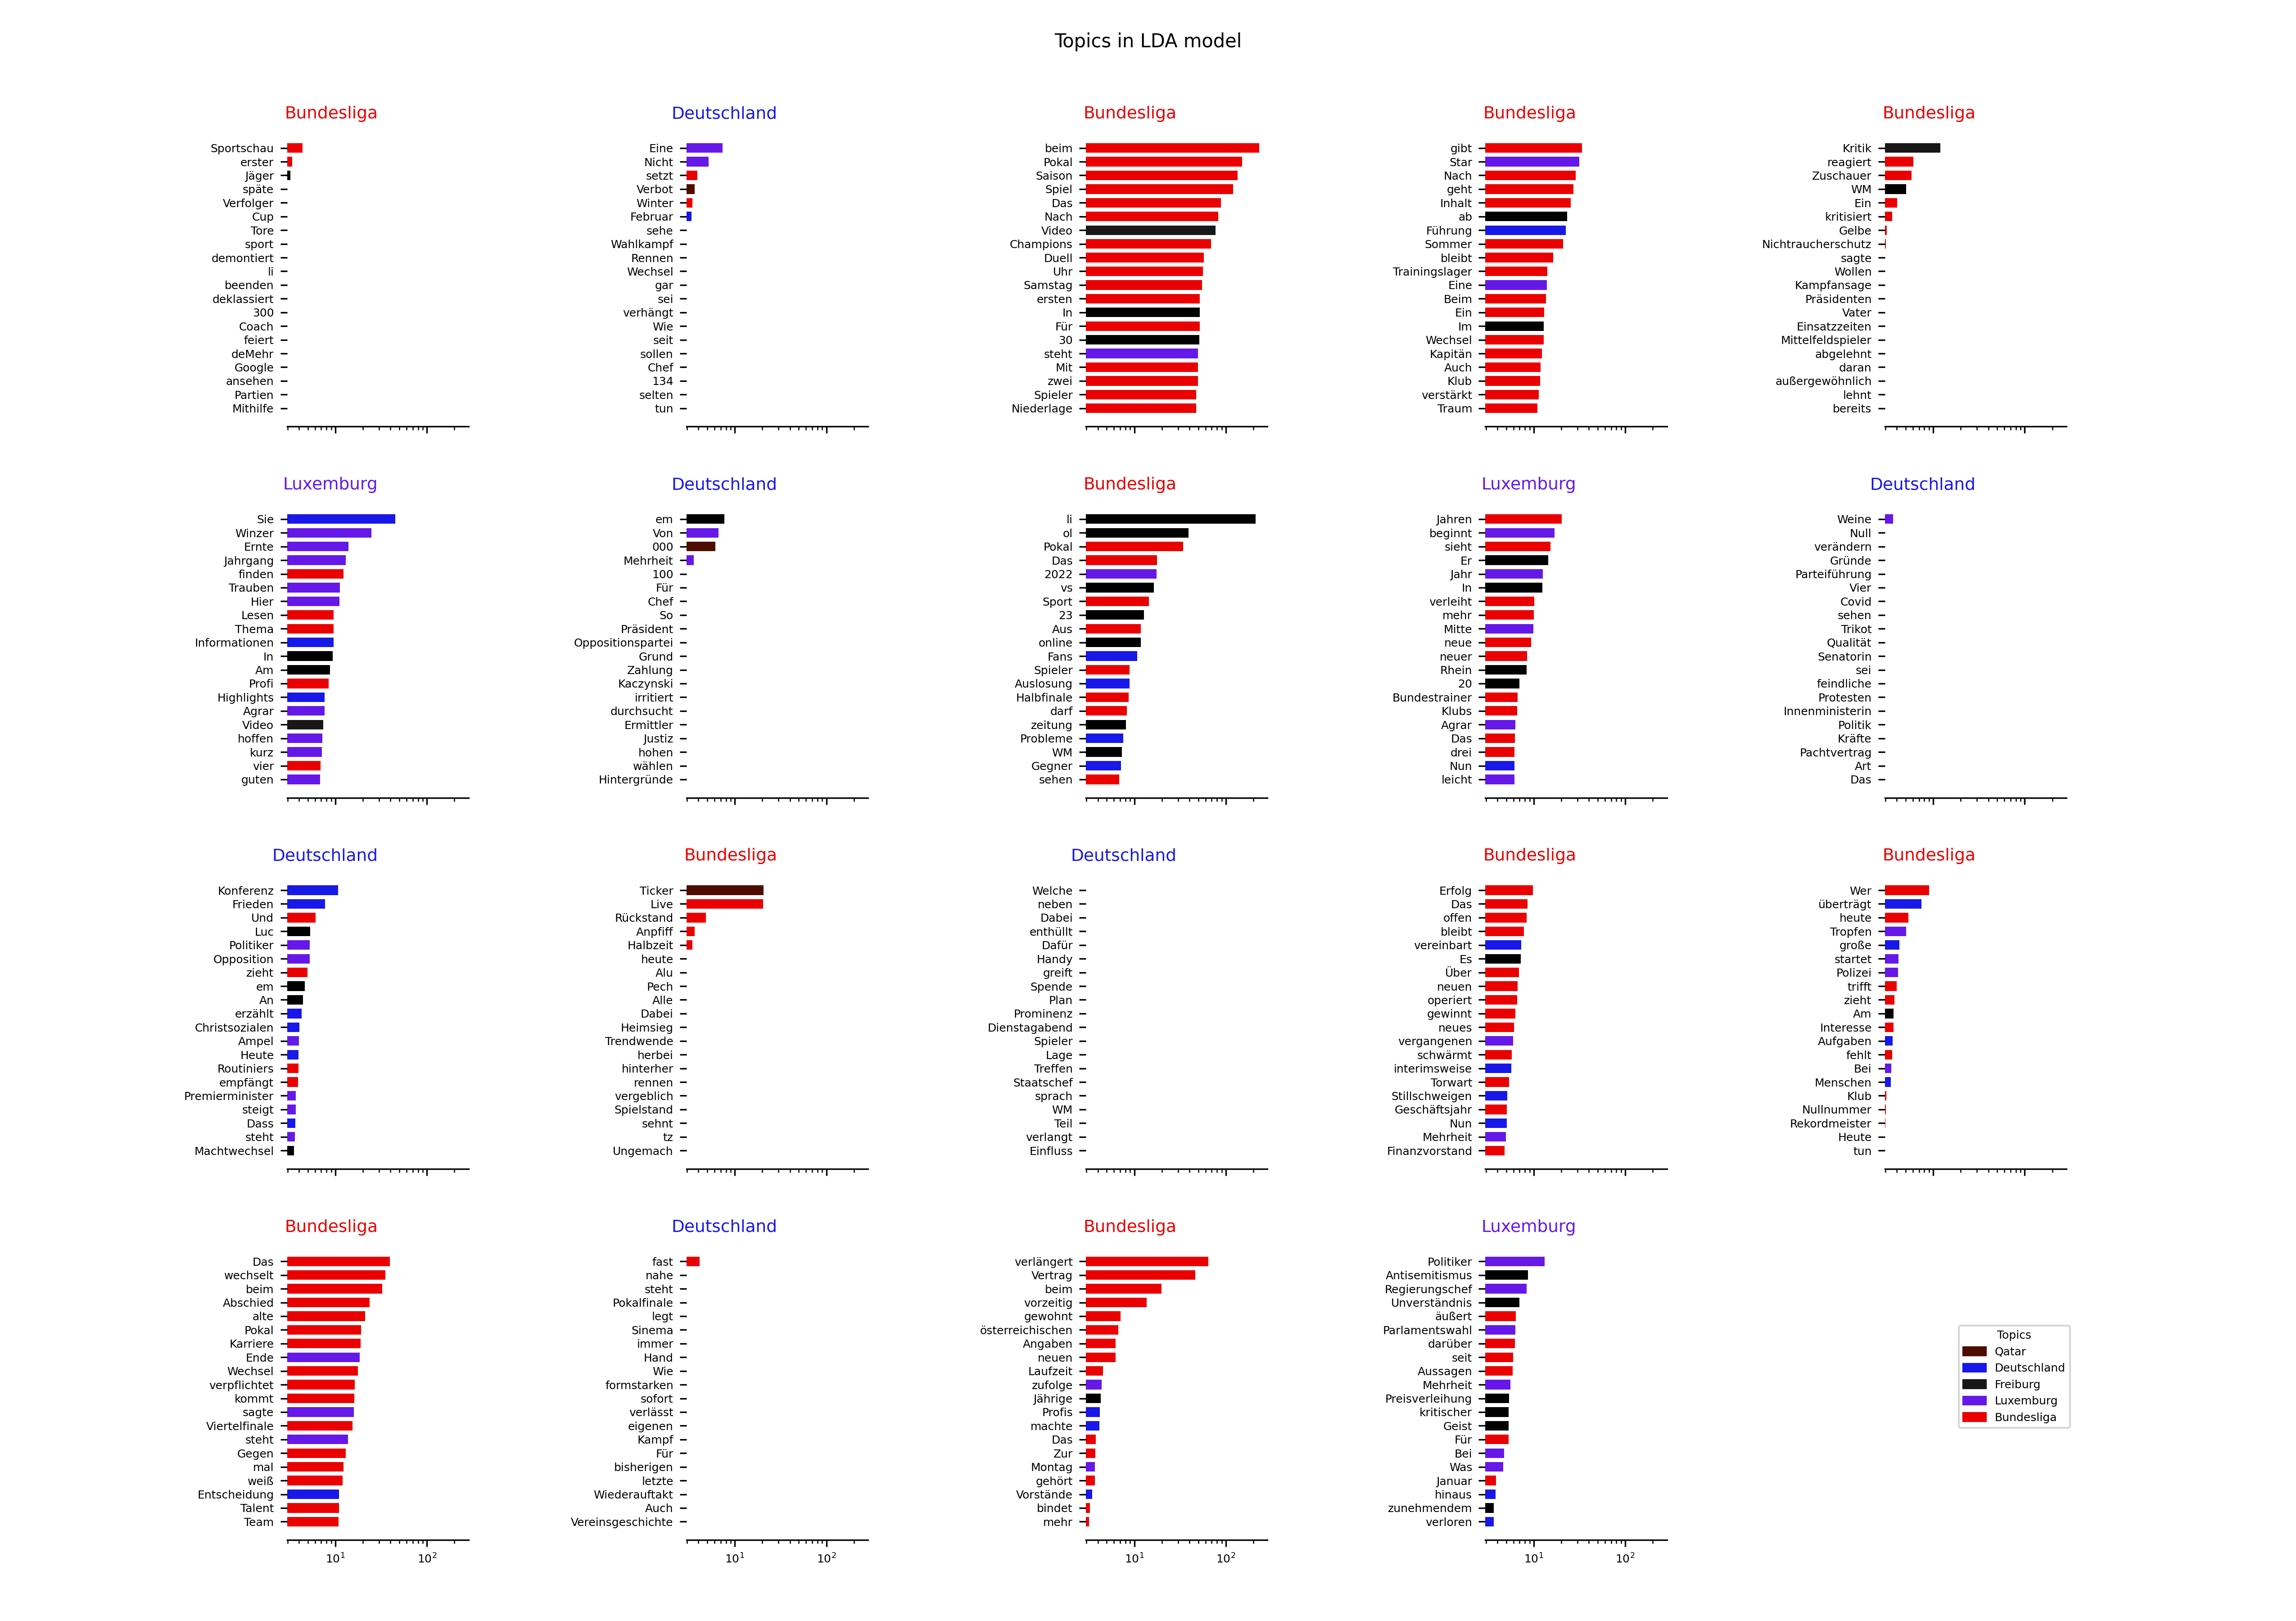 Topics in LDA model
Bundesliga
Sportschau
erster
Jäger
späte
Verfolger
Cup
Tore
sport
demontiert
li
beenden
deklassiert
300
Coach
feiert
deMehr
Google
ansehen
Partien
Mithilfe
Deutschland
Eine
Nicht
setzt
Verbot
Winter
Februar
sehe
Wahlkampf
Rennen
Wechsel
gar
sei
verhängt
Wie
seit
sollen
Chef
134
selten
tun
Bundesliga
beim
Pokal
Saison
Spiel
Das
Nach
Video
Champions
Duell
Uhr
Samstag
ersten
In
Für
30
steht
Mit
zwei
Spieler
Niederlage
Bundesliga
gibt
Star
Nach
geht
Inhalt
ab
Führung
Sommer
bleibt
Trainingslager
Eine
Beim
Ein
Im
Wechsel
Kapitän
Auch
Klub
verstärkt
Traum
Bundesliga
Kritik
reagiert
Zuschauer
WM
Ein
kritisiert
Gelbe
Nichtraucherschutz
sagte
Wollen
Kampfansage
Präsidenten
Vater
Einsatzzeiten
Mittelfeldspieler
abgelehnt
daran
außergewöhnlich
lehnt
bereits
Luxemburg
Sie
Winzer
Ernte
Jahrgang
finden
Trauben
Hier
Lesen
Thema
Informationen
In
Am
Profi
Highlights
Agrar
Video
hoffen
kurz
vier
guten
Deutschland
em
Von
000
Mehrheit
100
Für
Chef
So
Präsident
Oppositionspartei
Grund
Zahlung
Kaczynski
irritiert
durchsucht
Ermittler
Justiz
hohen
wählen
Hintergründe
Bundesliga
li
ol
Pokal
Das
2022
vs
Sport
23
Aus
online
Fans
Spieler
Auslosung
Halbfinale
darf
zeitung
Probleme
WM
Gegner
sehen
Luxemburg
Jahren
beginnt
sieht
Er
Jahr
In
verleiht
mehr
Mitte
neue
neuer
Rhein
20
Bundestrainer
Klubs
Agrar
Das
drei
Nun
leicht
Deutschland
Weine
Null
verändern
Gründe
Parteiführung
Vier
Covid
sehen
Trikot
Qualität
Senatorin
sei
feindliche
Protesten
Innenministerin
Politik
Kräfte
Pachtvertrag
Art
Das
Deutschland
Konferenz
Frieden
Und
Luc
Politiker
Opposition
zieht
em
An
erzählt
Christsozialen
Ampel
Heute
Routiniers
empfängt
Premierminister
steigt
Dass
steht
Machtwechsel
Bundesliga
Ticker
Live
Rückstand
Anpfiff
Halbzeit
heute
Alu
Pech
Alle
Dabei
Heimsieg
Trendwende
herbei
hinterher
rennen
vergeblich
Spielstand
sehnt
tz
Ungemach
Deutschland
Welche
neben
Dabei
enthüllt
Dafür
Handy
greift
Spende
Plan
Prominenz
Dienstagabend
Spieler
Lage
Treffen
Staatschef
sprach
WM
Teil
verlangt
Einfluss
Bundesliga
Erfolg
Das
offen
bleibt
vereinbart
Es
Über
neuen
operiert
gewinnt
neues
vergangenen
schwärmt
interimsweise
Torwart
Stillschweigen
Geschäftsjahr
Nun
Mehrheit
Finanzvorstand
Bundesliga
Wer
überträgt
heute
Tropfen
große
startet
Polizei
trifft
zieht
Am
Interesse
Aufgaben
fehlt
Bei
Menschen
Klub
Nullnummer
Rekordmeister
Heute
tun
Bundesliga
Das
wechselt
beim
Abschied
alte
Pokal
Karriere
Ende
Wechsel
verpflichtet
kommt
sagte
Viertelfinale
steht
Gegen
mal
weiß
Entscheidung
Talent
Team
10¹ 10²
Deutschland
fast
nahe
steht
Pokalfinale
legt
Sinema
immer
Hand
Wie
formstarken
sofort
verlässt
eigenen
Kampf
Für
bisherigen
letzte
Wiederauftakt
Auch
Vereinsgeschichte
10¹ 10²
Bundesliga
verlängert
Vertrag
beim
vorzeitig
gewohnt
österreichischen
Angaben
neuen
Laufzeit
zufolge
Jährige
Profis
machte
Das
Zur
Montag
gehört
Vorstände
bindet
mehr
10¹ 10²
Luxemburg
Politiker
Antisemitismus
Regierungschef
Unverständnis
äußert
Parlamentswahl
darüber
seit
Aussagen
Mehrheit
Preisverleihung
kritischer
Geist
Für
Bei
Was
Januar
hinaus
zunehmendem
verloren
10¹ 10²
Topics
Qatar
Deutschland
Freiburg
Luxemburg
Bundesliga